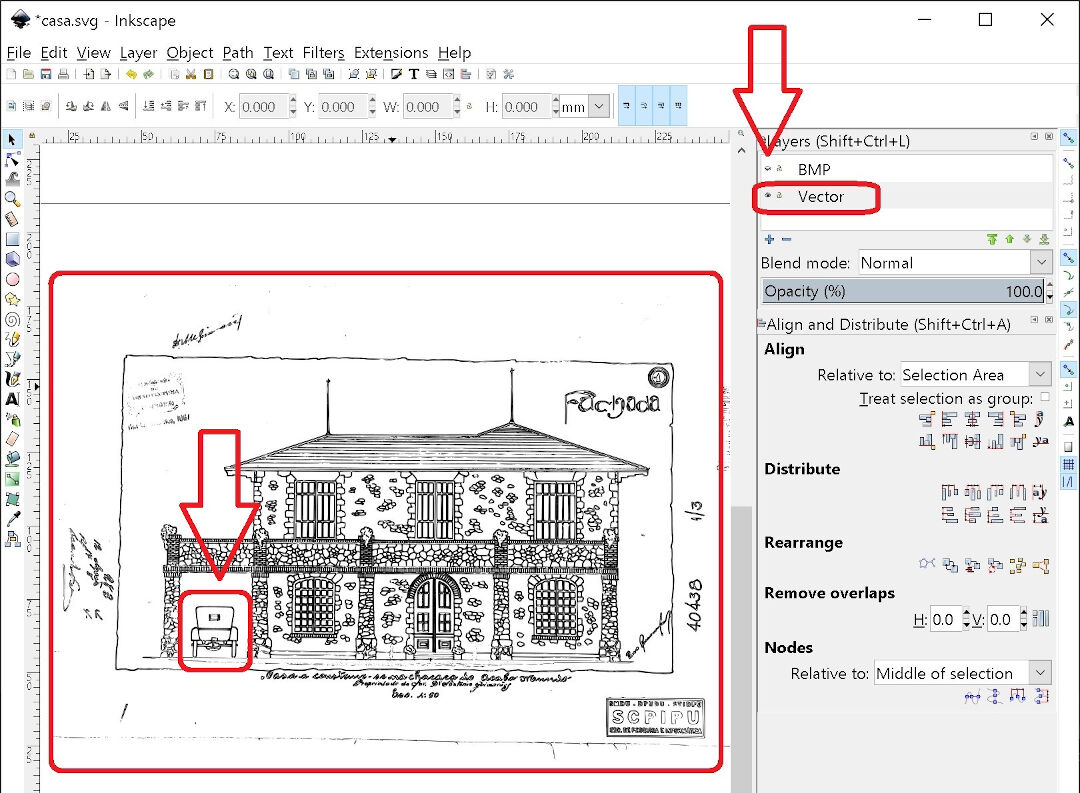 *casa.svg - Inkscape
File Edit View Layer Object Path Text Filters Extensions Help
X: 0.000 Y: 0.000 W: 0.000 H: 0.000 mm
25 50 75 100 125 150 175 200 225
Layers (Shift+Ctrl+L)
BMP
Vector
Blend mode: Normal
Opacity (%) 100.0
Align and Distribute (Shift+Ctrl+A)
Align
Relative to: Selection Area
Treat selection as group:
Distribute
Rearrange
Remove overlaps
H: 0.0 V: 0.0
Nodes
Relative to: Middle of selection
Fachada
1/3
40438
Esc. 1:50
SCPIPU